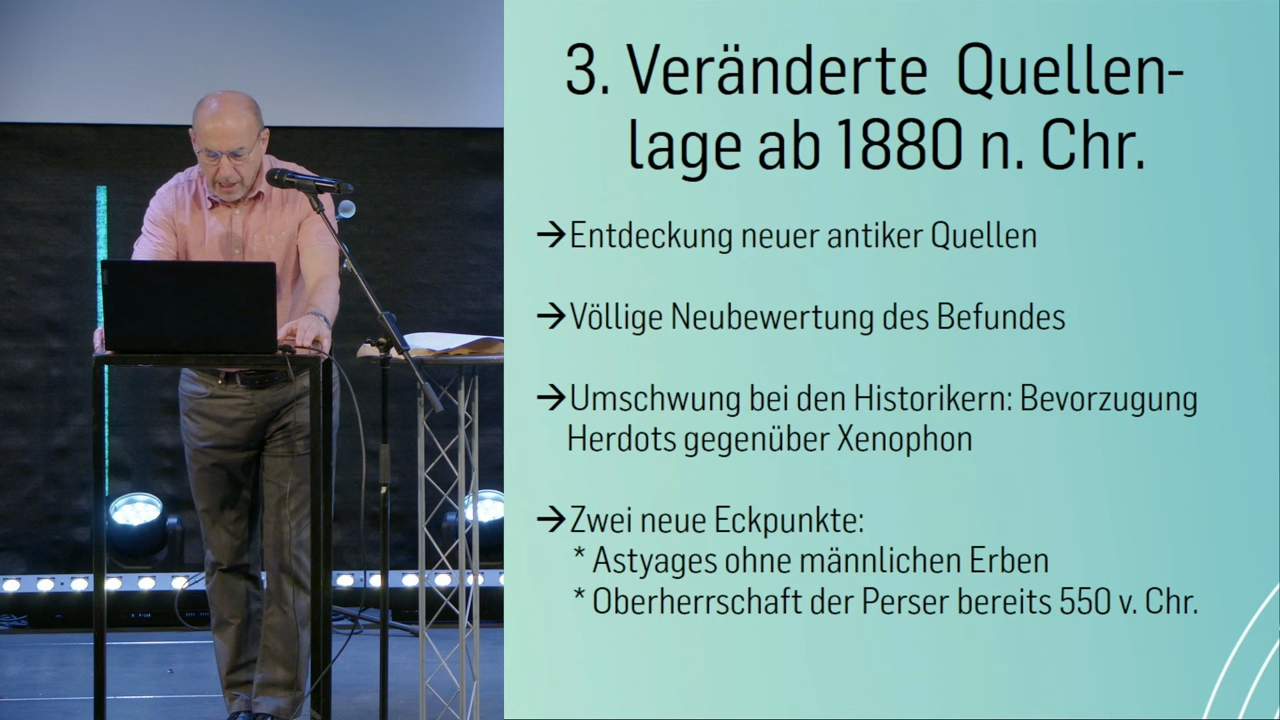 3. Veränderte Quellen-
lage ab 1880 n. Chr.
→Entdeckung neuer antiker Quellen
→Völlige Neubewertung des Befundes
→Umschwung bei den Historikern: Bevorzugung
Herdots gegenüber Xenophon
→Zwei neue Eckpunkte:
* Astyages ohne männlichen Erben
* Oberherrschaft der Perser bereits 550 v. Chr.